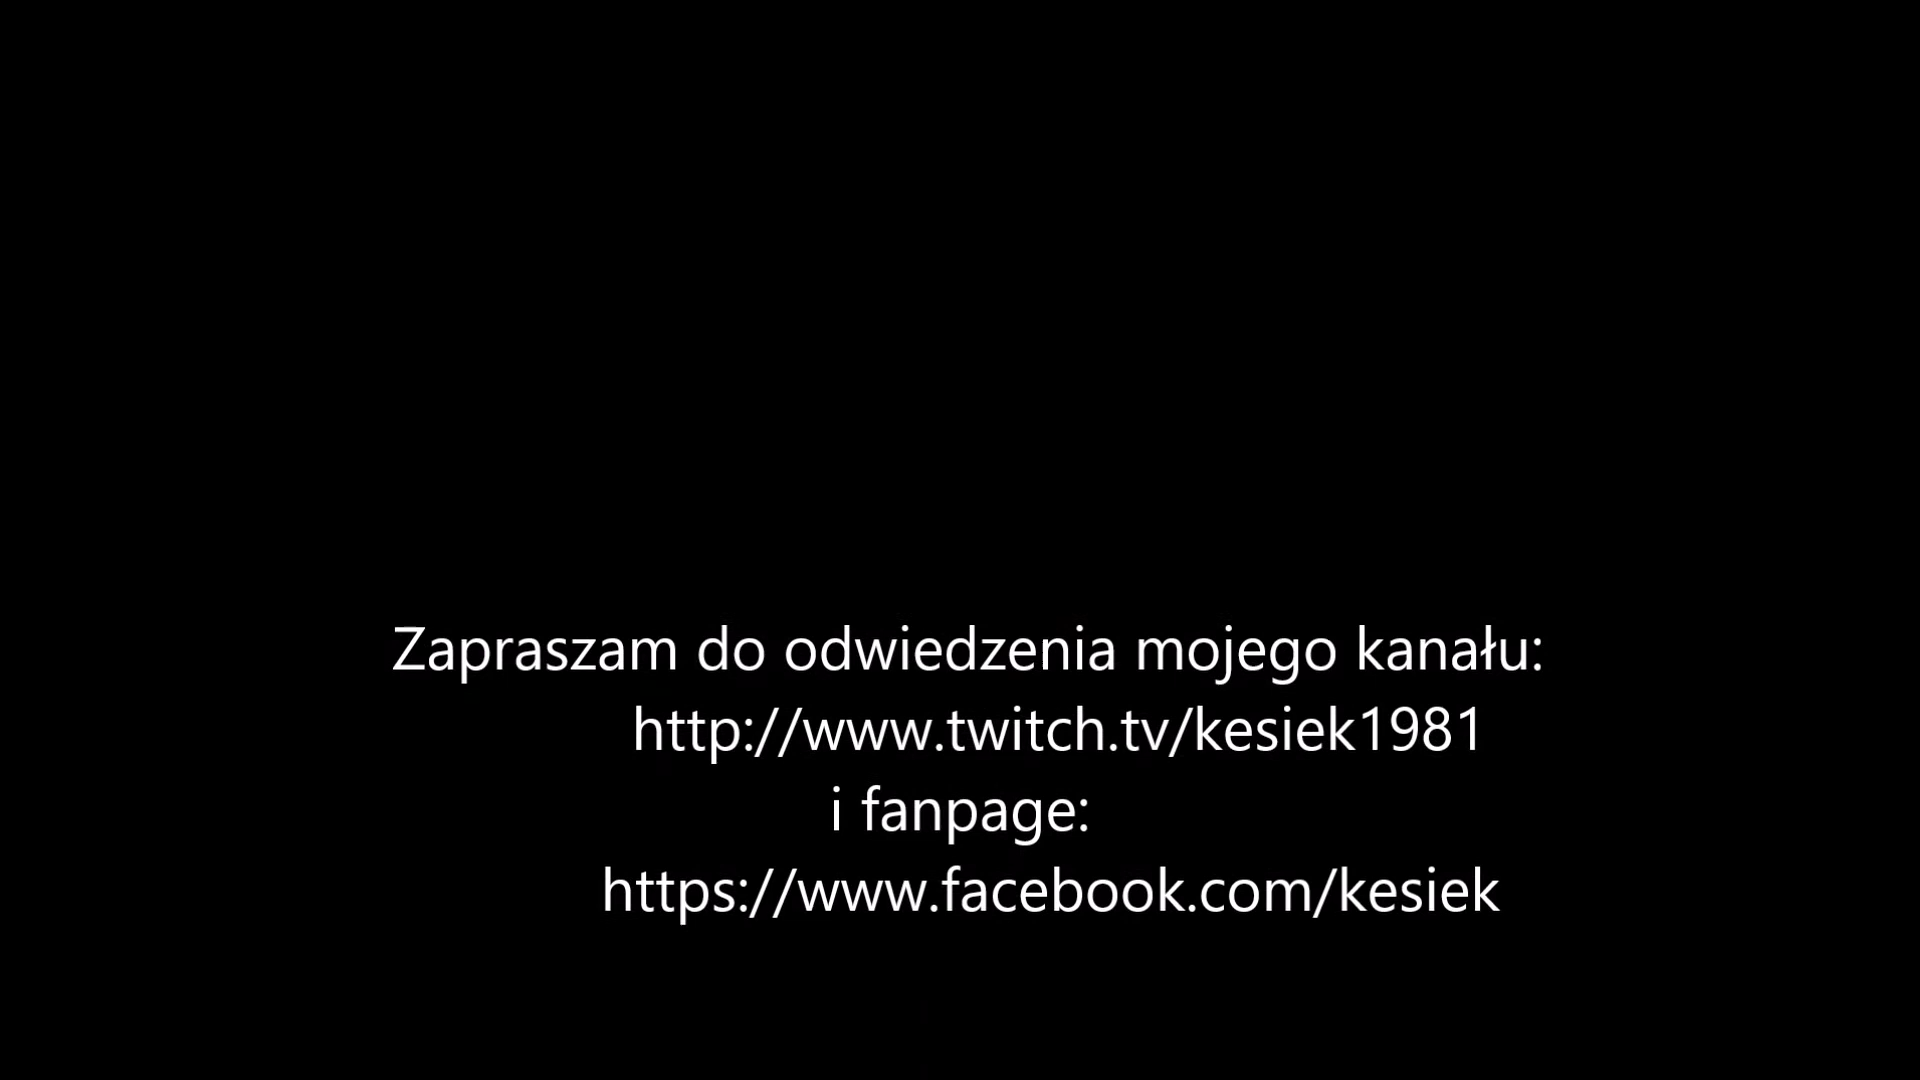 Zapraszam do odwiedzenia mojego kanału:
http://www.twitch.tv/kesiek1981
i fanpage:
https://www.facebook.com/kesiek